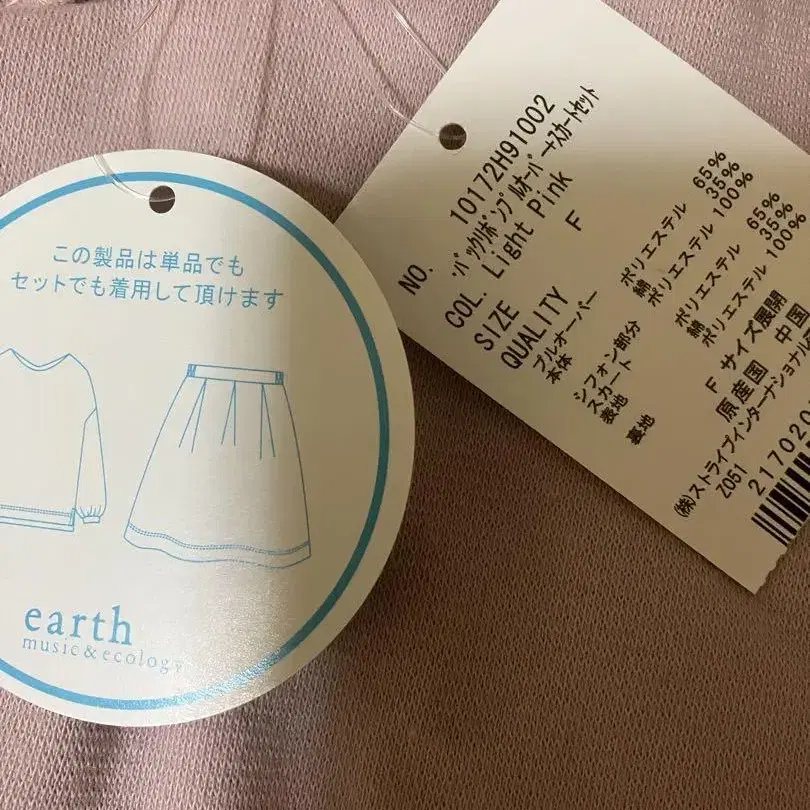 この製品は単品でも
セットでも着用して頂けます
earth
music&ecology
NO. 10172H91002
・バックリボンプルオーバー+スカートセット
COL. Light Pink
SIZE F
QUALITY
プルオーバー
本体 ポリエステル 65%
綿 35%
シフォン部分 ポリエステル 100%
スカート
表地 ポリエステル 65%
綿 35%
裏地 ポリエステル 100%
F サイズ展開
原産国 中国
(株)ストライプインターナショナル
Z051
217020